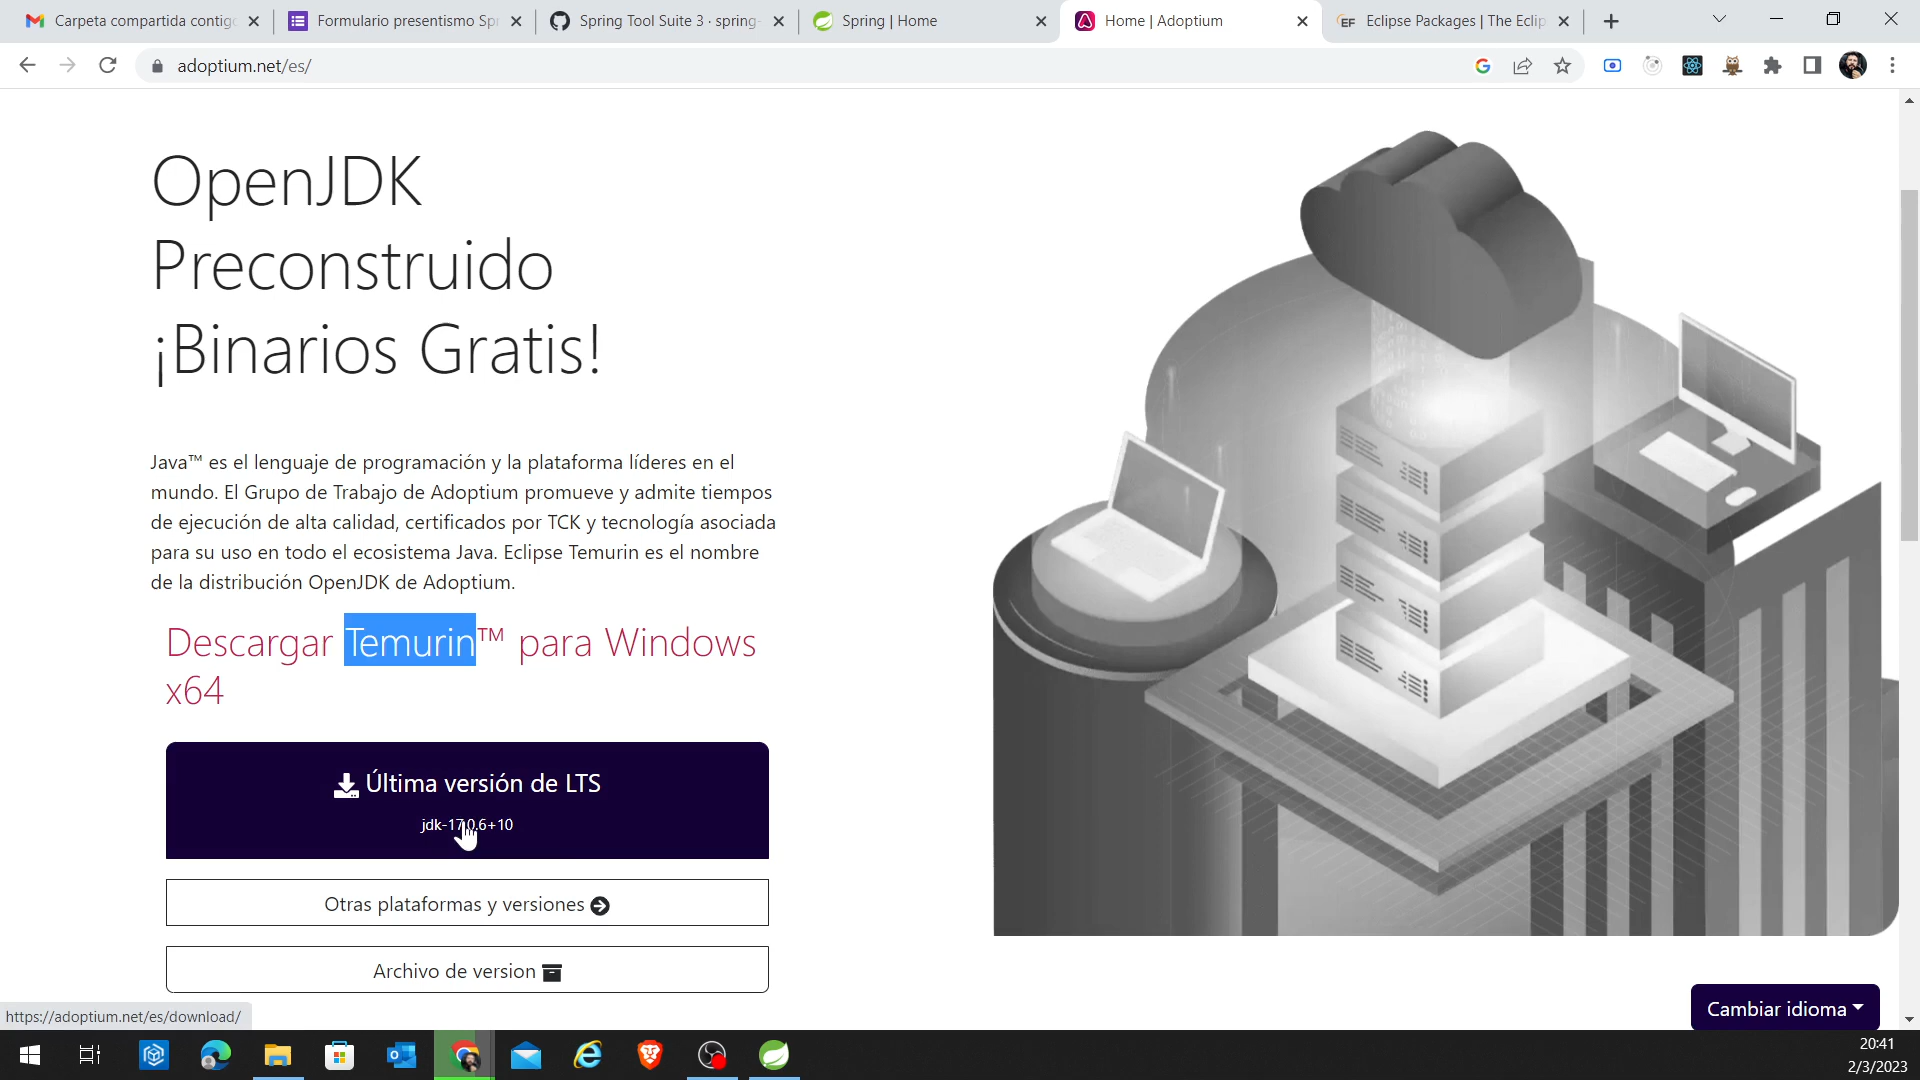 Carpeta compartida contig
Formulario presentismo Spr
Spring Tool Suite 3 · spring-
Spring | Home
Home | Adoptium
EF Eclipse Packages | The Eclip
adoptium.net/es/
OpenJDK
Preconstruido
¡Binarios Gratis!
Java™ es el lenguaje de programación y la plataforma líderes en el
mundo. El Grupo de Trabajo de Adoptium promueve y admite tiempos
de ejecución de alta calidad, certificados por TCK y tecnología asociada
para su uso en todo el ecosistema Java. Eclipse Temurin es el nombre
de la distribución OpenJDK de Adoptium.
Descargar Temurin™ para Windows
x64
Última versión de LTS
jdk-17.0.6+10
Otras plataformas y versiones
Archivo de version
Cambiar idioma
https://adoptium.net/es/download/
20:41
2/3/2023